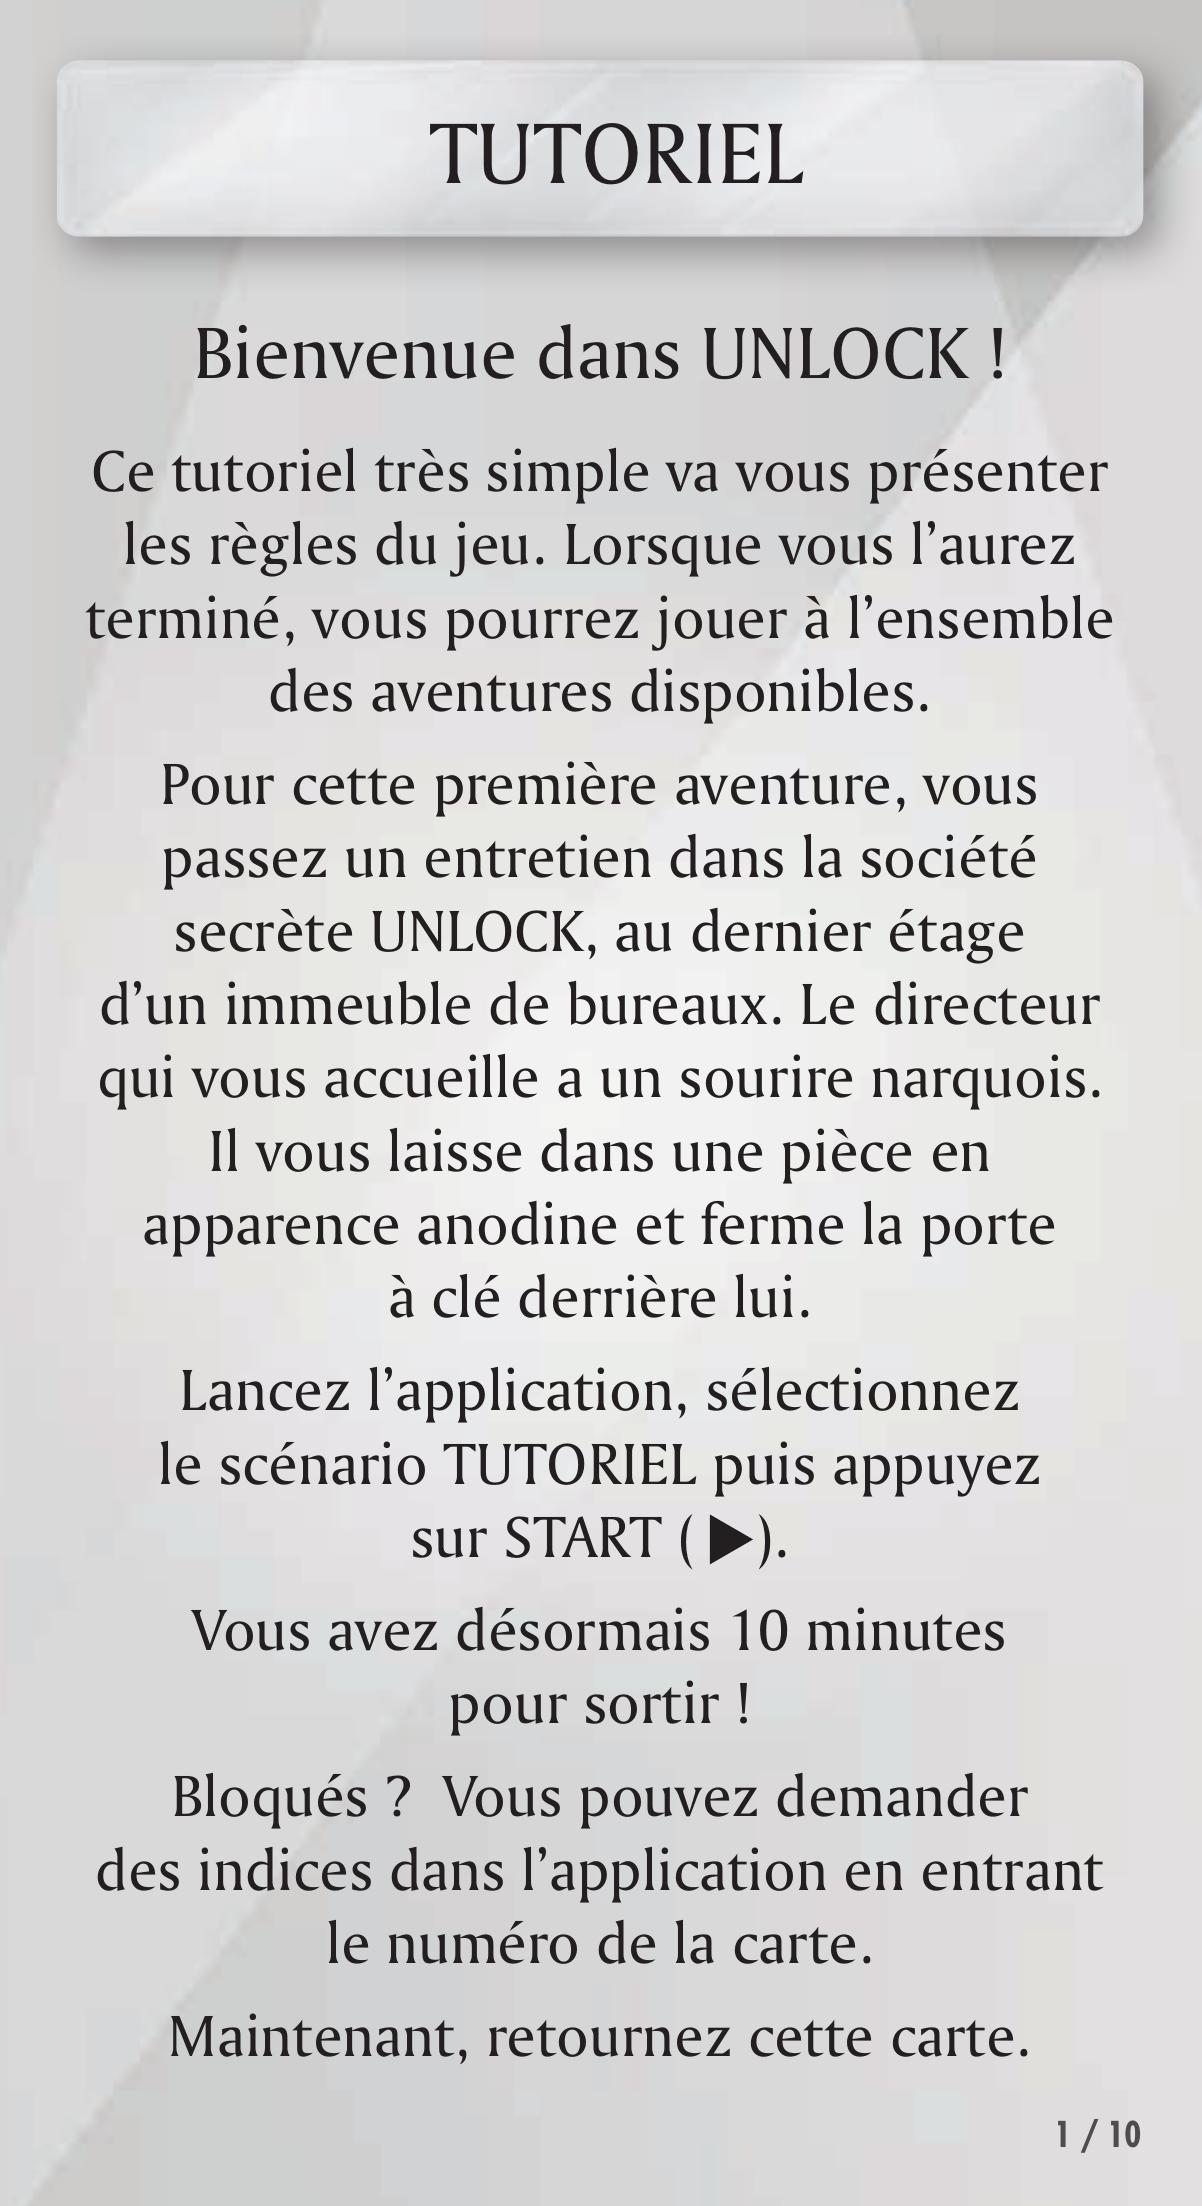 TUTORIEL
Bienvenue dans UNLOCK !
Ce tutoriel très simple va vous présenter
les règles du jeu. Lorsque vous l’aurez
terminé, vous pourrez jouer à l’ensemble
des aventures disponibles.
Pour cette première aventure, vous
passez un entretien dans la société
secrète UNLOCK, au dernier étage
d’un immeuble de bureaux. Le directeur
qui vous accueille a un sourire narquois.
Il vous laisse dans une pièce en
apparence anodine et ferme la porte
à clé derrière lui.
Lancez l’application, sélectionnez
le scénario TUTORIEL puis appuyez
sur START ( ▶).
Vous avez désormais 10 minutes
pour sortir !
Bloqués ?  Vous pouvez demander
des indices dans l’application en entrant
le numéro de la carte.
Maintenant, retournez cette carte.
1 / 10